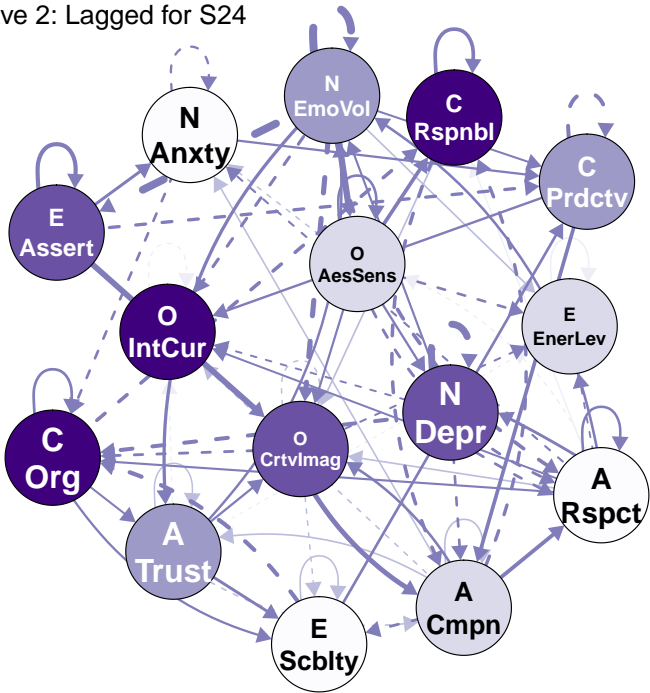 ve 2: Lagged for S24
N
EmoVol
C
Rspnbl
N
Anxty
C
Prdctv
E
Assert
O
AesSens
O
IntCur
E
EnerLev
N
Depr
O
CrtvImag
C
Org
A
Rspct
A
Trust
A
Cmpn
E
Scblty